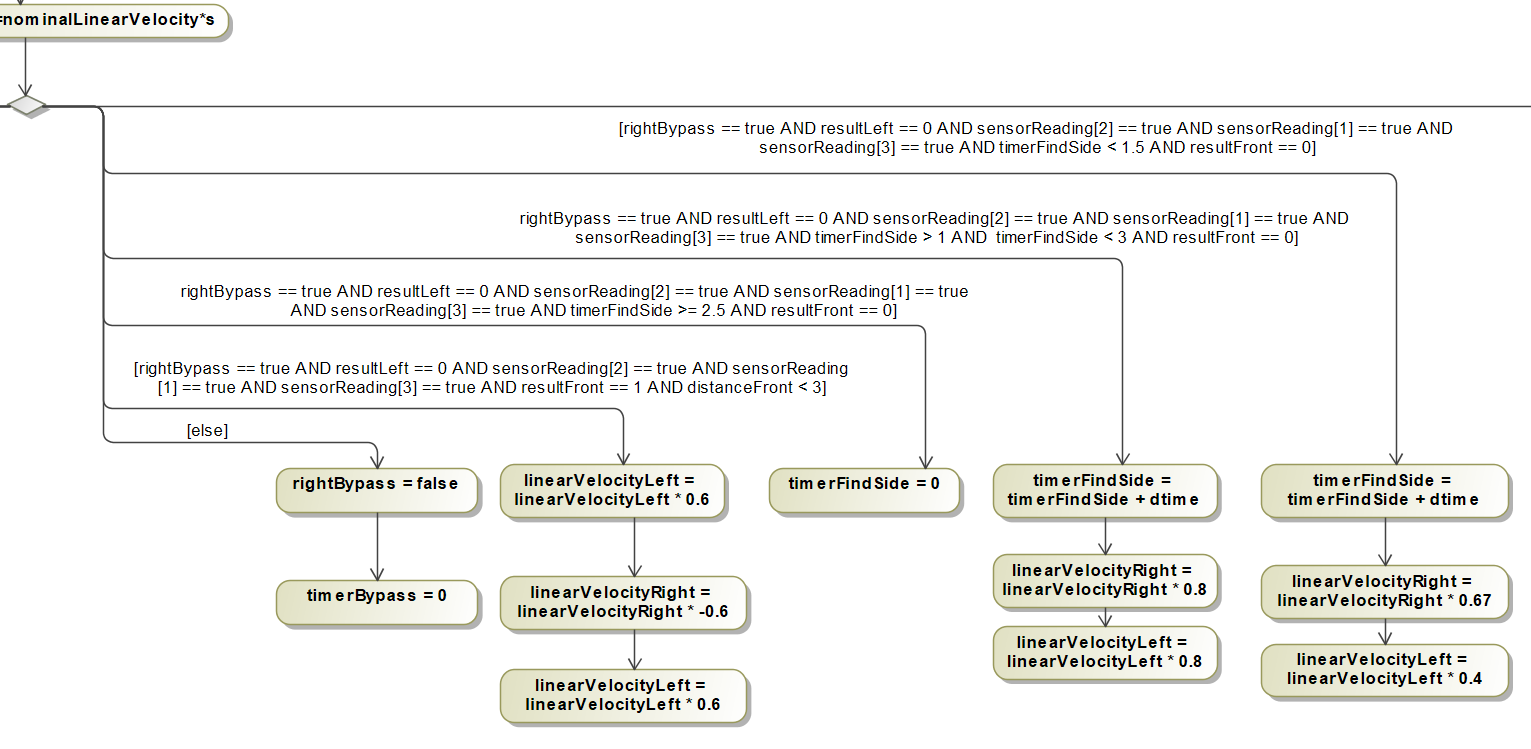 =nominalLinearVelocity*s
[rightBypass == true AND resultLeft == 0 AND sensorReading[2] == true AND sensorReading[1] == true AND
sensorReading[3] == true AND timerFindSide < 1.5 AND resultFront == 0]
rightBypass == true AND resultLeft == 0 AND sensorReading[2] == true AND sensorReading[1] == true AND
sensorReading[3] == true AND timerFindSide > 1 AND timerFindSide < 3 AND resultFront == 0]
rightBypass == true AND resultLeft == 0 AND sensorReading[2] == true AND sensorReading[1] == true
AND sensorReading[3] == true AND timerFindSide >= 2.5 AND resultFront == 0]
[rightBypass == true AND resultLeft == 0 AND sensorReading[2] == true AND sensorReading
[1] == true AND sensorReading[3] == true AND resultFront == 1 AND distanceFront < 3]
[else]
rightBypass = false
timerBypass = 0
linearVelocityLeft =
linearVelocityLeft * 0.6
linearVelocityRight =
linearVelocityRight * -0.6
linearVelocityLeft =
linearVelocityLeft * 0.6
timerFindSide = 0
timerFindSide =
timerFindSide + dtime
linearVelocityRight =
linearVelocityRight * 0.8
linearVelocityLeft =
linearVelocityLeft * 0.8
timerFindSide =
timerFindSide + dtime
linearVelocityRight =
linearVelocityRight * 0.67
linearVelocityLeft =
linearVelocityLeft * 0.4